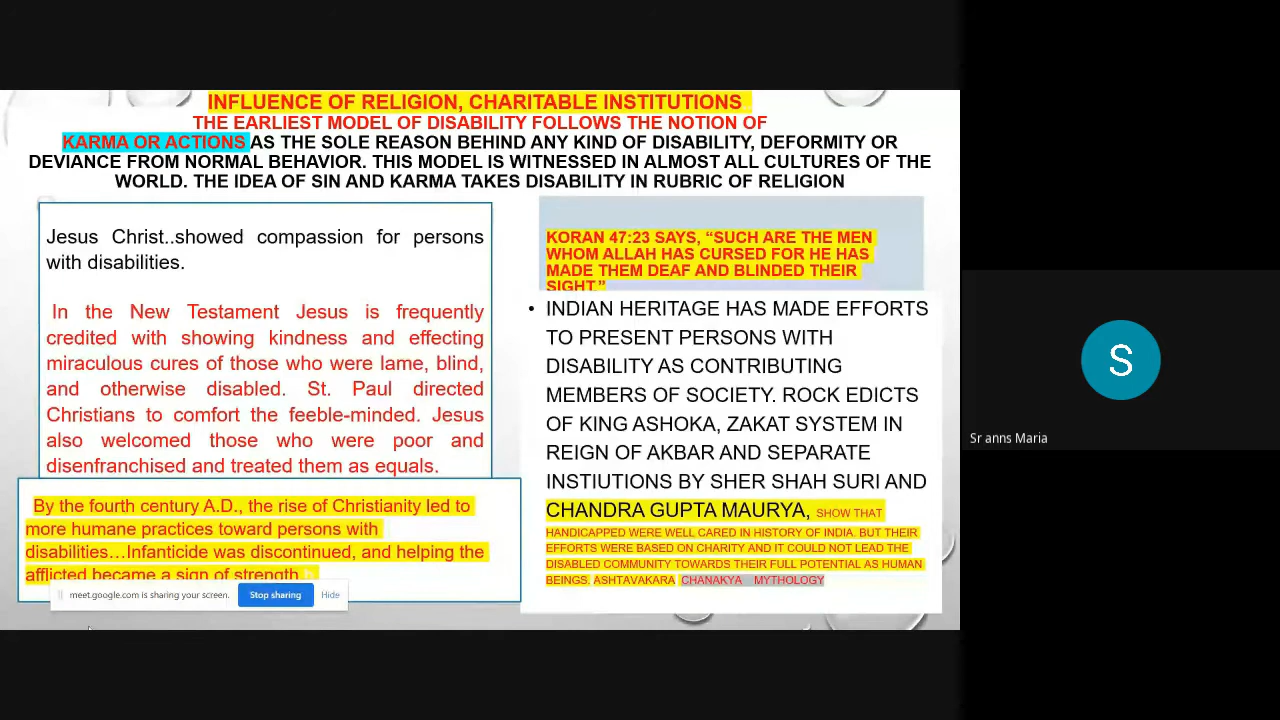 INFLUENCE OF RELIGION, CHARITABLE INSTITUTIONS
THE EARLIEST MODEL OF DISABILITY FOLLOWS THE NOTION OF
KARMA OR ACTIONS AS THE SOLE REASON BEHIND ANY KIND OF DISABILITY, DEFORMITY OR
DEVIANCE FROM NORMAL BEHAVIOR. THIS MODEL IS WITNESSED IN ALMOST ALL CULTURES OF THE
WORLD. THE IDEA OF SIN AND KARMA TAKES DISABILITY IN RUBRIC OF RELIGION
Jesus Christ..showed compassion for persons
with disabilities.
In the New Testament Jesus is frequently
credited with showing kindness and effecting
miraculous cures of those who were lame, blind,
and otherwise disabled. St. Paul directed
Christians to comfort the feeble-minded. Jesus
also welcomed those who were poor and
disenfranchised and treated them as equals.
By the fourth century A.D., the rise of Christianity led to
more humane practices toward persons with
disabilities…Infanticide was discontinued, and helping the
afflicted became a sign of strength
meet.google.com is sharing your screen.
Stop sharing
Hide
KORAN 47:23 SAYS, “SUCH ARE THE MEN
WHOM ALLAH HAS CURSED FOR HE HAS
MADE THEM DEAF AND BLINDED THEIR
SIGHT.”
• INDIAN HERITAGE HAS MADE EFFORTS
TO PRESENT PERSONS WITH
DISABILITY AS CONTRIBUTING
MEMBERS OF SOCIETY. ROCK EDICTS
OF KING ASHOKA, ZAKAT SYSTEM IN
REIGN OF AKBAR AND SEPARATE
INSTIUTIONS BY SHER SHAH SURI AND
CHANDRA GUPTA MAURYA, SHOW THAT
HANDICAPPED WERE WELL CARED IN HISTORY OF INDIA. BUT THEIR
EFFORTS WERE BASED ON CHARITY AND IT COULD NOT LEAD THE
DISABLED COMMUNITY TOWARDS THEIR FULL POTENTIAL AS HUMAN
BEINGS. ASHTAVAKARA CHANAKYA MYTHOLOGY
S
Sr anns Maria